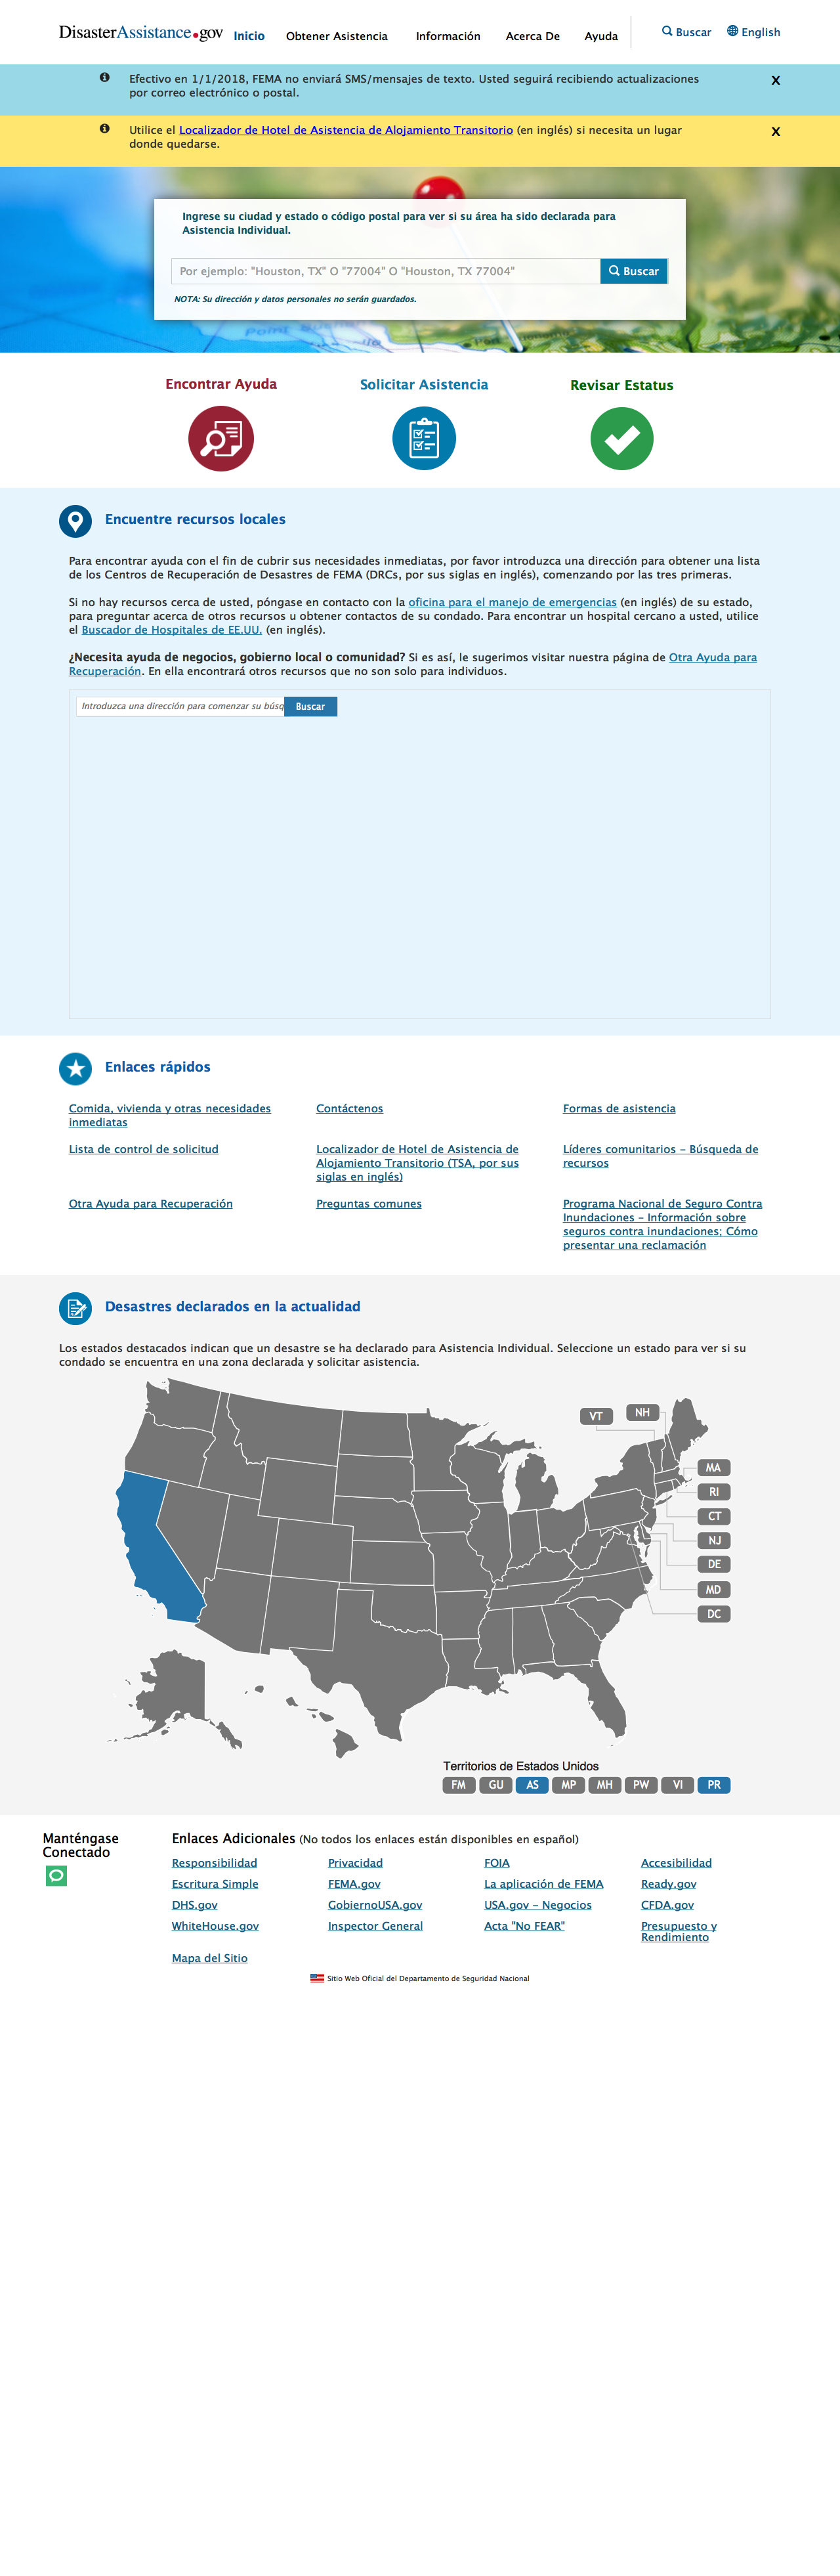 DisasterAssistance.gov Inicio Obtener Asistencia Información Acerca De Ayuda Buscar English
Efectivo en 1/1/2018, FEMA no enviará SMS/mensajes de texto. Usted seguirá recibiendo actualizaciones
por correo electrónico o postal.
X
Utilice el Localizador de Hotel de Asistencia de Alojamiento Transitorio (en inglés) si necesita un lugar
donde quedarse.
X
Ingrese su ciudad y estado o código postal para ver si su área ha sido declarada para
Asistencia Individual.
Por ejemplo: "Houston, TX" O "77004" O "Houston, TX 77004" Buscar
NOTA: Su dirección y datos personales no serán guardados.
Encontrar Ayuda Solicitar Asistencia Revisar Estatus
Encuentre recursos locales
Para encontrar ayuda con el fin de cubrir sus necesidades inmediatas, por favor introduzca una dirección para obtener una lista
de los Centros de Recuperación de Desastres de FEMA (DRCs, por sus siglas en inglés), comenzando por las tres primeras.
Si no hay recursos cerca de usted, póngase en contacto con la oficina para el manejo de emergencias (en inglés) de su estado,
para preguntar acerca de otros recursos u obtener contactos de su condado. Para encontrar un hospital cercano a usted, utilice
el Buscador de Hospitales de EE.UU. (en inglés).
¿Necesita ayuda de negocios, gobierno local o comunidad? Si es así, le sugerimos visitar nuestra página de Otra Ayuda para
Recuperación. En ella encontrará otros recursos que no son solo para individuos.
Introduzca una dirección para comenzar su búsq Buscar
Enlaces rápidos
Comida, vivienda y otras necesidades
inmediatas
Contáctenos
Formas de asistencia
Lista de control de solicitud
Localizador de Hotel de Asistencia de
Alojamiento Transitorio (TSA, por sus
siglas en inglés)
Líderes comunitarios - Búsqueda de
recursos
Otra Ayuda para Recuperación
Preguntas comunes
Programa Nacional de Seguro Contra
Inundaciones - Información sobre
seguros contra inundaciones; Cómo
presentar una reclamación
Desastres declarados en la actualidad
Los estados destacados indican que un desastre se ha declarado para Asistencia Individual. Seleccione un estado para ver si su
condado se encuentra en una zona declarada y solicitar asistencia.
VT NH
MA
RI
CT
NJ
DE
MD
DC
Territorios de Estados Unidos
FM GU AS MP MH PW VI PR
Manténgase
Conectado
Enlaces Adicionales (No todos los enlaces están disponibles en español)
Responsibilidad Privacidad FOIA Accesibilidad
Escritura Simple FEMA.gov La aplicación de FEMA Ready.gov
DHS.gov GobiernoUSA.gov USA.gov - Negocios CFDA.gov
WhiteHouse.gov Inspector General Acta "No FEAR" Presupuesto y
Rendimiento
Mapa del Sitio
Sitio Web Oficial del Departamento de Seguridad Nacional